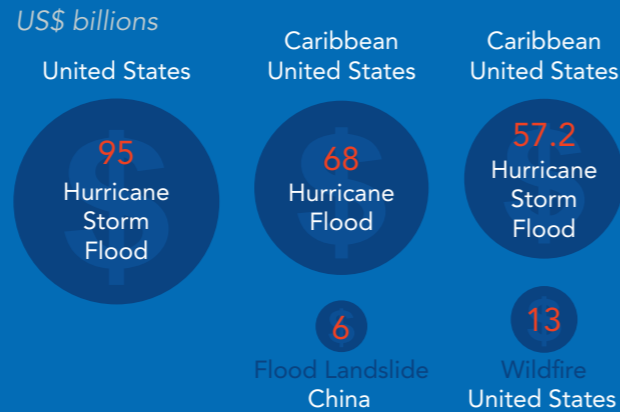 US$ billions
United States
95
Hurricane
Storm
Flood
Caribbean
United States
68
Hurricane
Flood
Caribbean
United States
57.2
Hurricane
Storm
Flood
6
Flood Landslide
China
13
Wildfire
United States